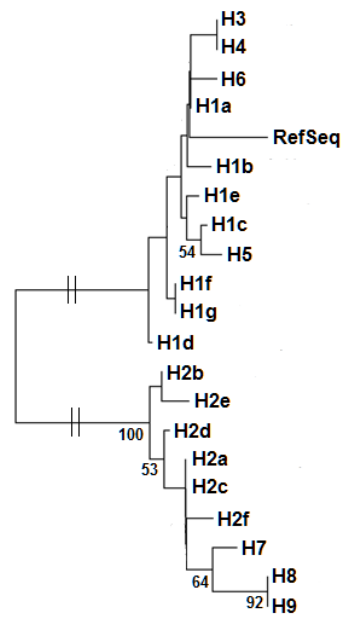 H3
H4
H6
H1a
RefSeq
H1b
H1e
H1c
54
H5
H1f
H1g
H1d
H2b
H2e
100
H2d
53
H2a
H2c
H2f
H7
64
H8
92
H9